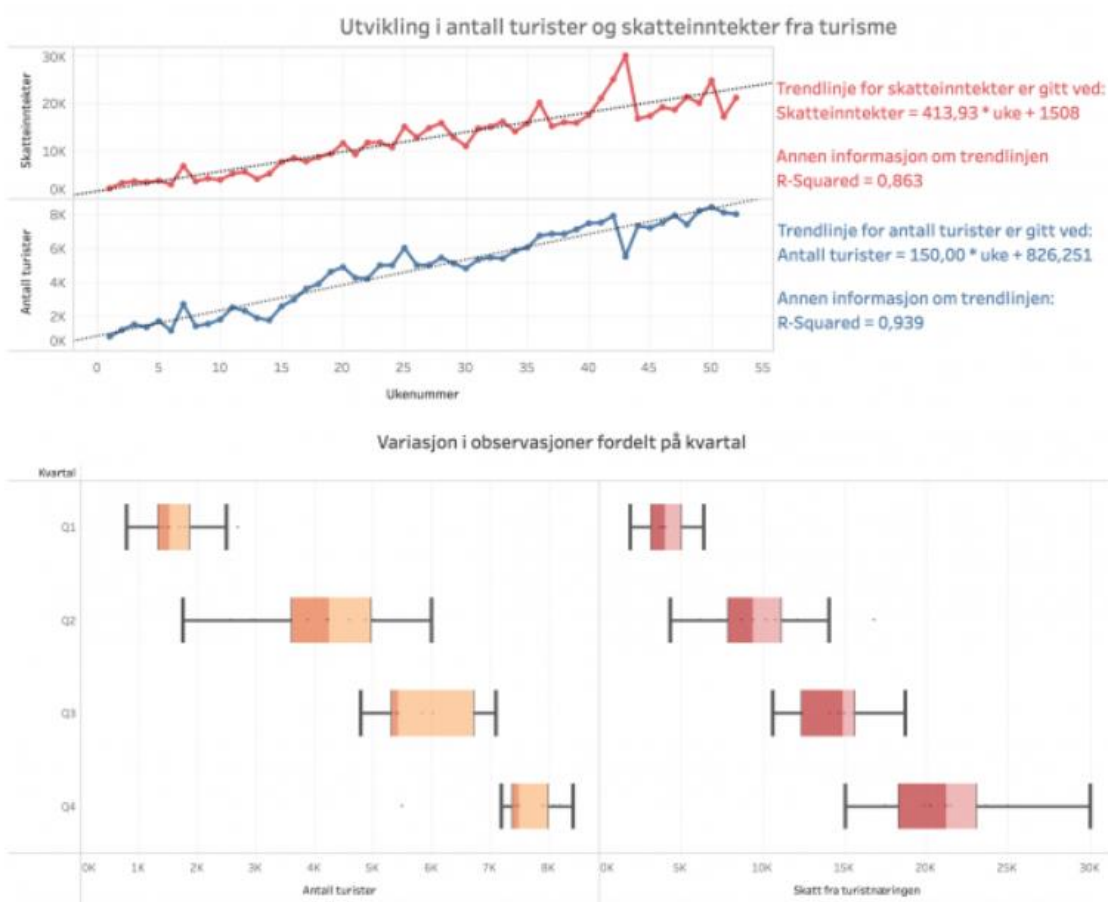 Utvikling i antall turister og skatteinntekter fra turisme
Skatteinntekter
30K
20K
10K
0K
Trendlinje for skatteinntekter er gitt ved:
Skatteinntekter = 413,93 * uke + 1508
Annen informasjon om trendlinjen
R-Squared = 0,863
Antall turister
8K
6K
4K
2K
0K
Trendlinje for antall turister er gitt ved:
Antall turister = 150,00 * uke + 826,251
Annen informasjon om trendlinjen:
R-Squared = 0,939
0 5 10 15 20 25 30 35 40 45 50 55
Ukenummer
Variasjon i observasjoner fordelt på kvartal
Kvartal
Q1
Q2
Q3
Q4
0K 1K 2K 3K 4K 5K 6K 7K 8K 0K 5K 10K 15K 20K 25K 30K
Antall turister Skatt fra turistnæringen